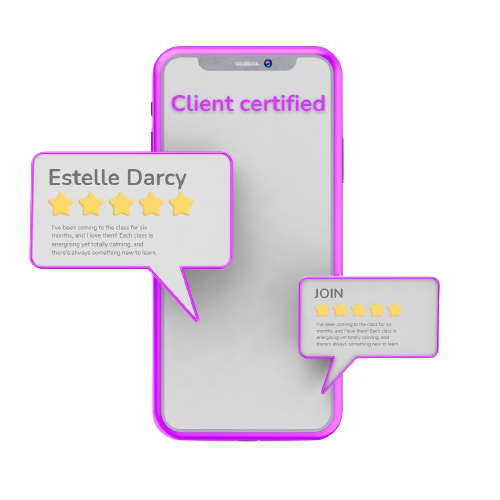 Client certified
Estelle Darcy
I've been coming to the class for six
months, and I love them! Each class is
energising yet totally calming, and
there's always something new to learn.
JOIN
I've been coming to the class for six
months, and I love them! Each class is
energising yet totally calming, and
there's always something new to learn.